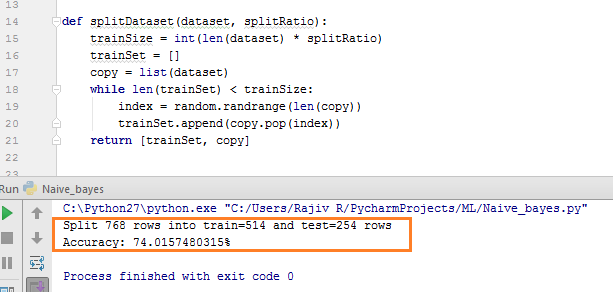 13
14 def splitDataset(dataset, splitRatio):
15 trainSize = int(len(dataset) * splitRatio)
16 trainSet = []
17 copy = list(dataset)
18 while len(trainSet) < trainSize:
19 index = random.randrange(len(copy))
20 trainSet.append(copy.pop(index))
21 return [trainSet, copy]
22
23
Run Naive_bayes
C:\Python27\python.exe "C:/Users/Rajiv R/PycharmProjects/ML/Naive_bayes.py"
Split 768 rows into train=514 and test=254 rows
Accuracy: 74.0157480315%
Process finished with exit code 0